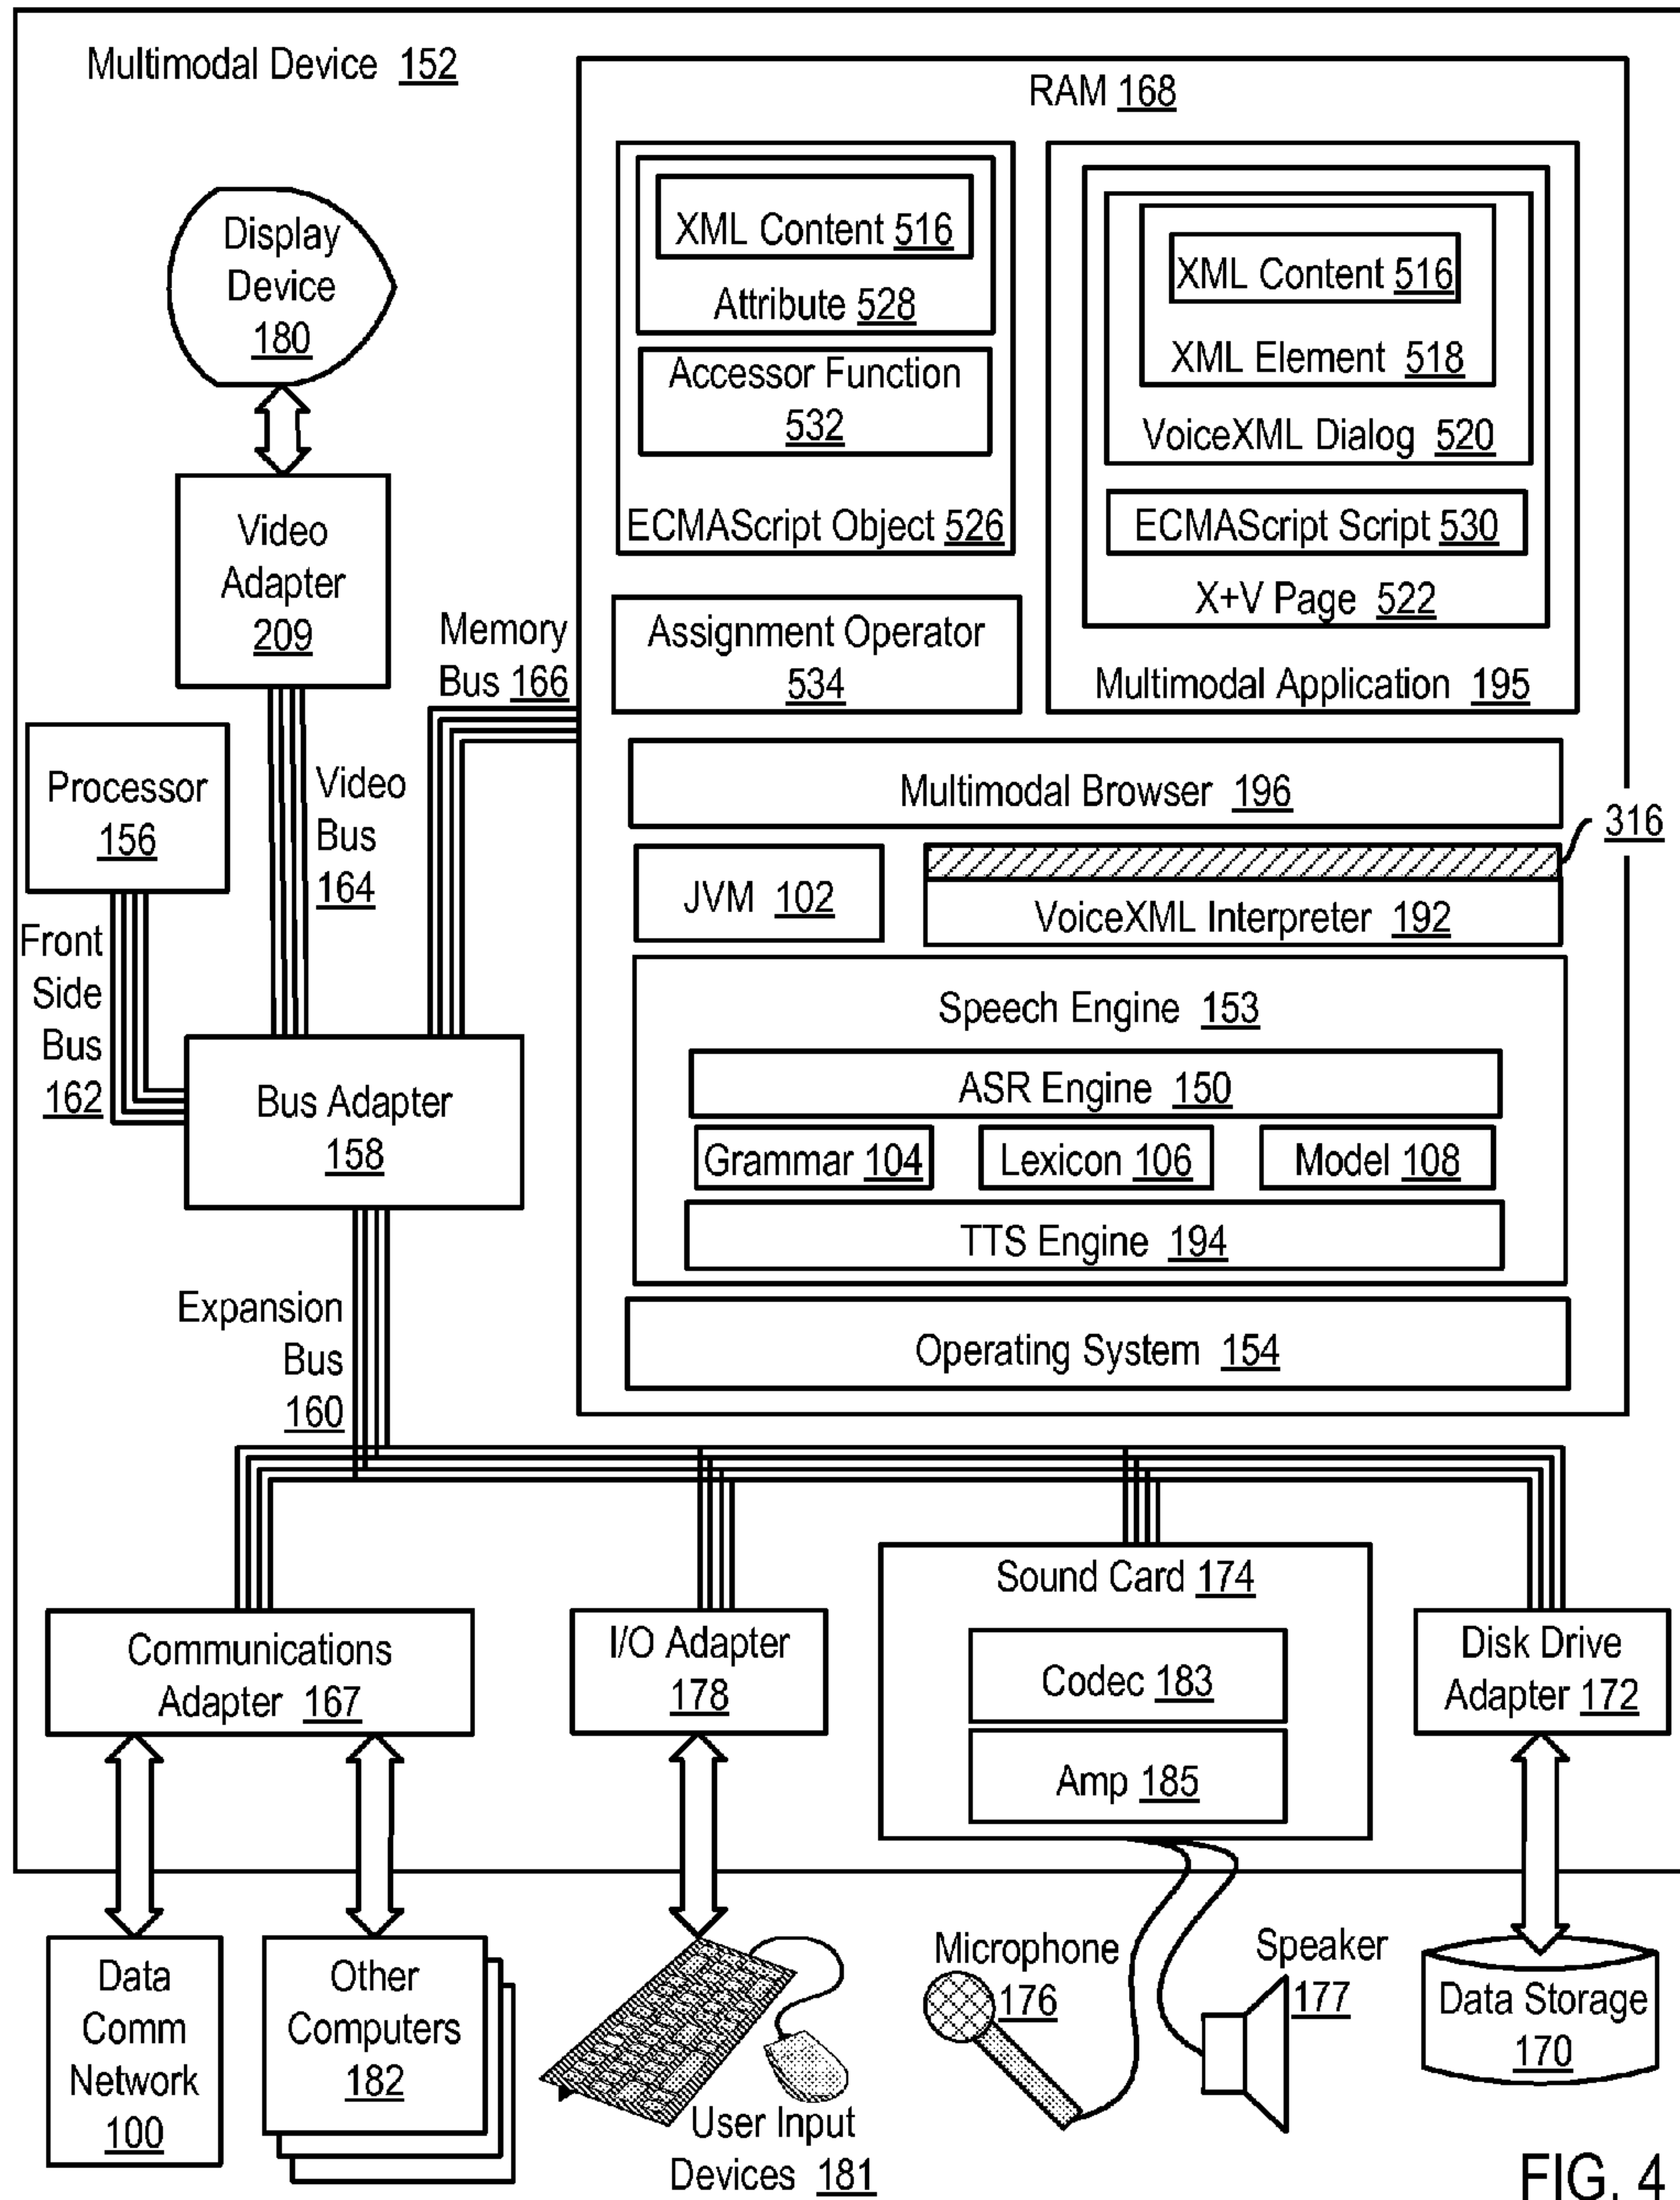 Multimodal Device 152
Display
Device
180
Video
Adapter
209
Memory
Bus 166
Processor
156
Video
Bus
164
Front
Side
Bus
162
Bus Adapter
158
Expansion
Bus
160
RAM 168
XML Content 516
Attribute 528
Accessor Function
532
ECMAScript Object 526
XML Content 516
XML Element 518
VoiceXML Dialog 520
ECMAScript Script 530
X+V Page 522
Multimodal Application 195
Assignment Operator
534
Multimodal Browser 196
316
JVM 102
VoiceXML Interpreter 192
Speech Engine 153
ASR Engine 150
Grammar 104
Lexicon 106
Model 108
TTS Engine 194
Operating System 154
Communications
Adapter 167
I/O Adapter
178
Sound Card 174
Codec 183
Amp 185
Disk Drive
Adapter 172
Data
Comm
Network
100
Other
Computers
182
User Input
Devices 181
Microphone
176
Speaker
177
Data Storage
170
FIG. 4